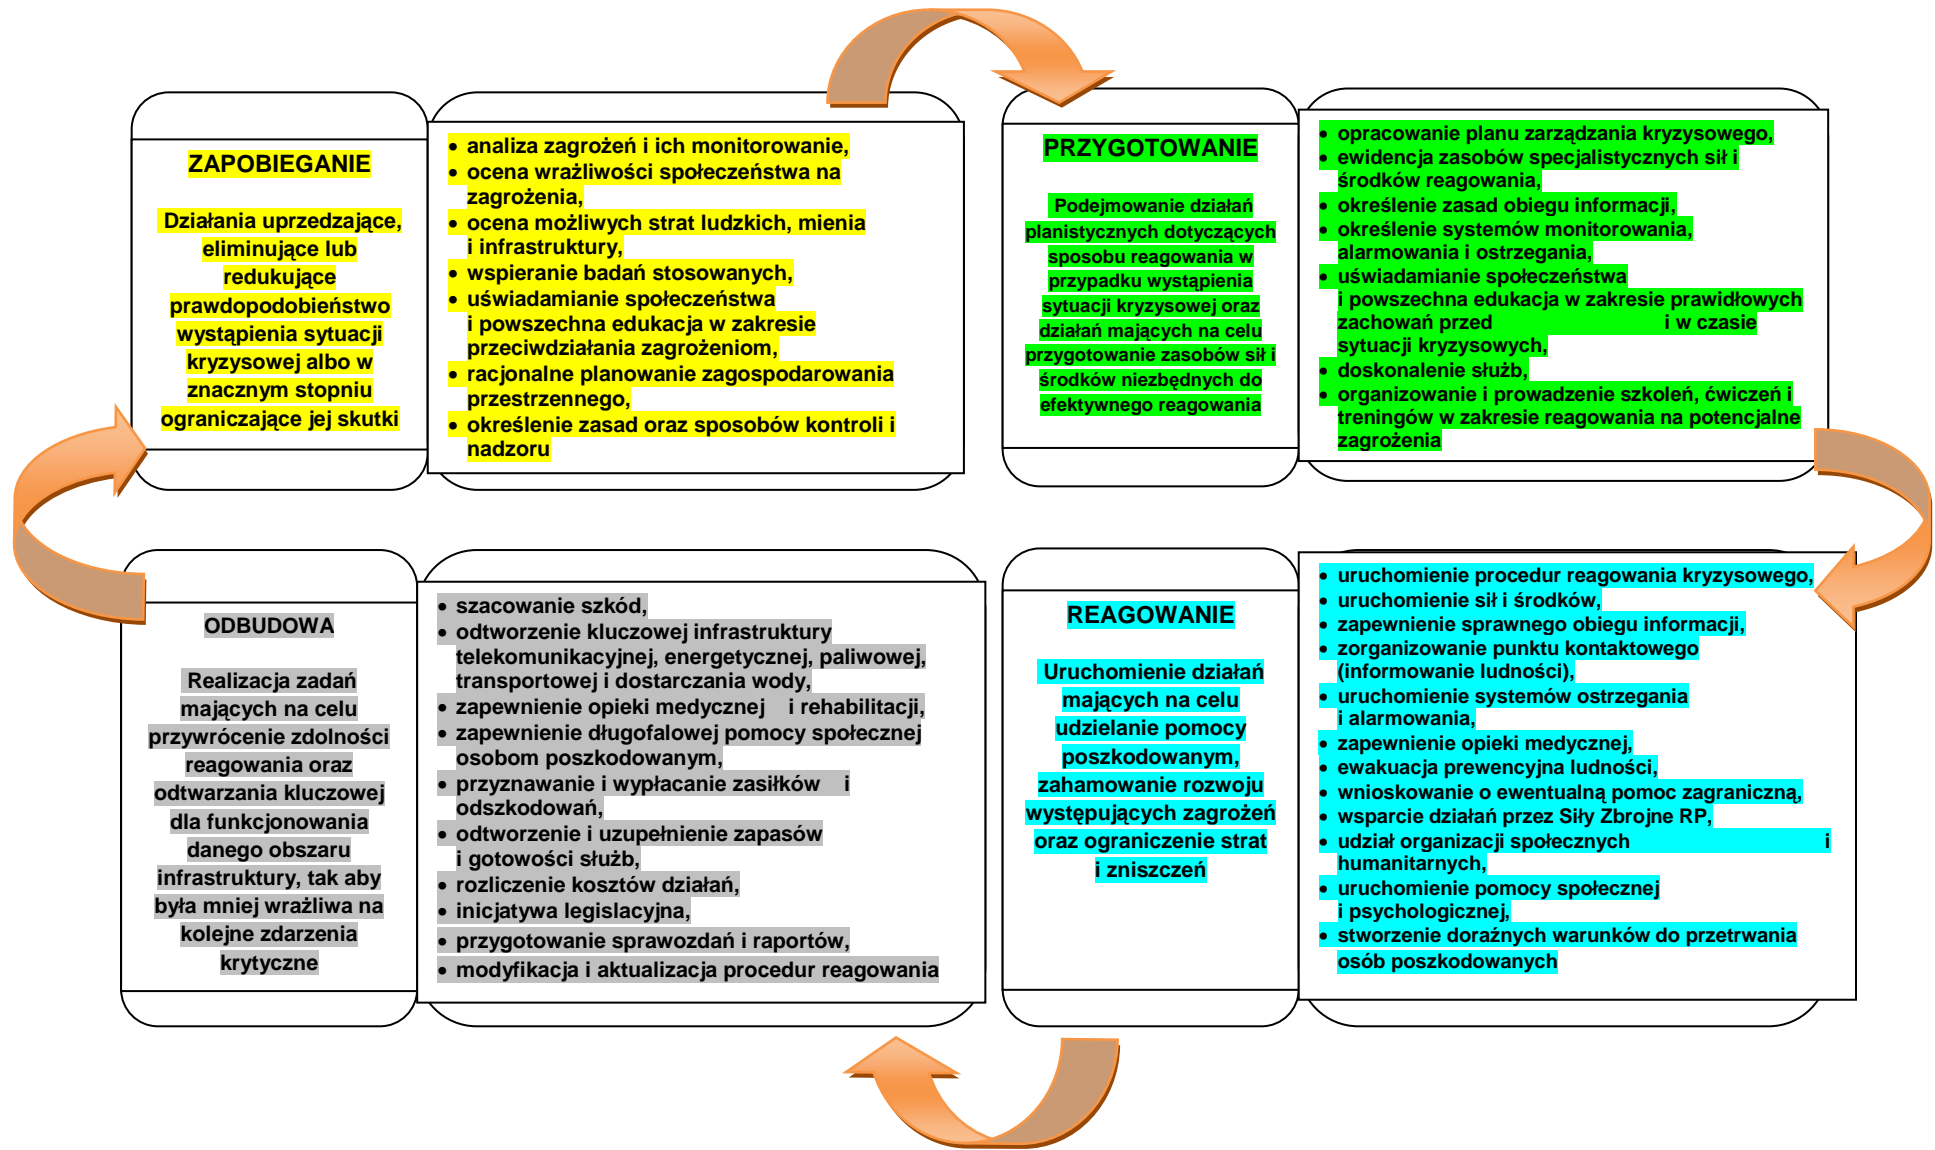 ZAPOBIEGANIE
Działania uprzedzające,
eliminujące lub
redukujące
prawdopodobieństwo
wystąpienia sytuacji
kryzysowej albo w
znacznym stopniu
ograniczające jej skutki
• analiza zagrożeń i ich monitorowanie,
• ocena wrażliwości społeczeństwa na
zagrożenia,
• ocena możliwych strat ludzkich, mienia
i infrastruktury,
• wspieranie badań stosowanych,
• uświadamianie społeczeństwa
i powszechna edukacja w zakresie
przeciwdziałania zagrożeniom,
• racjonalne planowanie zagospodarowania
przestrzennego,
• określenie zasad oraz sposobów kontroli i
nadzoru
PRZYGOTOWANIE
Podejmowanie działań
planistycznych dotyczących
sposobu reagowania w
przypadku wystąpienia
sytuacji kryzysowej oraz
działań mających na celu
przygotowanie zasobów sił i
środków niezbędnych do
efektywnego reagowania
• opracowanie planu zarządzania kryzysowego,
• ewidencja zasobów specjalistycznych sił i
środków reagowania,
• określenie zasad obiegu informacji,
• określenie systemów monitorowania,
alarmowania i ostrzegania,
• uświadamianie społeczeństwa
i powszechna edukacja w zakresie prawidłowych
zachowań przed i w czasie
sytuacji kryzysowych,
• doskonalenie służb,
• organizowanie i prowadzenie szkoleń, ćwiczeń i
treningów w zakresie reagowania na potencjalne
zagrożenia
ODBUDOWA
Realizacja zadań
mających na celu
przywrócenie zdolności
reagowania oraz
odtwarzania kluczowej
dla funkcjonowania
danego obszaru
infrastruktury, tak aby
była mniej wrażliwa na
kolejne zdarzenia
krytyczne
• szacowanie szkód,
• odtworzenie kluczowej infrastruktury
telekomunikacyjnej, energetycznej, paliwowej,
transportowej i dostarczania wody,
• zapewnienie opieki medycznej i rehabilitacji,
• zapewnienie długofalowej pomocy społecznej
osobom poszkodowanym,
• przyznawanie i wypłacanie zasiłków i
odszkodowań,
• odtworzenie i uzupełnienie zapasów
i gotowości służb,
• rozliczenie kosztów działań,
• inicjatywa legislacyjna,
• przygotowanie sprawozdań i raportów,
• modyfikacja i aktualizacja procedur reagowania
REAGOWANIE
Uruchomienie działań
mających na celu
udzielanie pomocy
poszkodowanym,
zahamowanie rozwoju
występujących zagrożeń
oraz ograniczenie strat
i zniszczeń
• uruchomienie procedur reagowania kryzysowego,
• uruchomienie sił i środków,
• zapewnienie sprawnego obiegu informacji,
• zorganizowanie punktu kontaktowego
(informowanie ludności),
• uruchomienie systemów ostrzegania
i alarmowania,
• zapewnienie opieki medycznej,
• ewakuacja prewencyjna ludności,
• wnioskowanie o ewentualną pomoc zagraniczną,
• wsparcie działań przez Siły Zbrojne RP,
• udział organizacji społecznych i
humanitarnych,
• uruchomienie pomocy społecznej
i psychologicznej,
• stworzenie doraźnych warunków do przetrwania
osób poszkodowanych